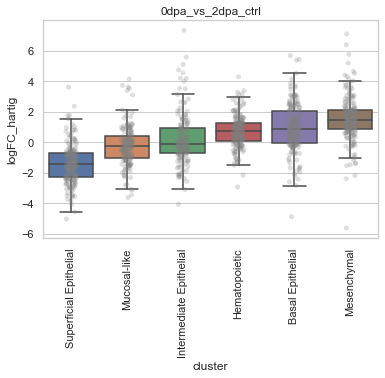 0dpa_vs_2dpa_ctrl
logFC_hartig
6
4
2
0
−2
−4
−6
Superficial Epithelial
Mucosal-like
Intermediate Epithelial
Hematopoietic
Basal Epithelial
Mesenchymal
cluster